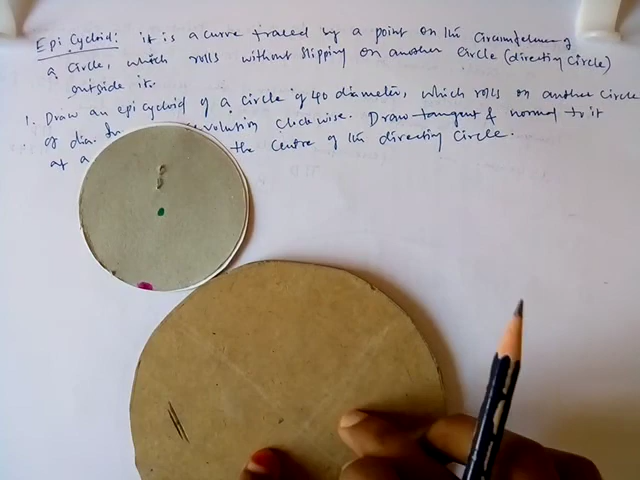 Epi Cycloid: it is a curve traced by a point on the Circumference of
a circle, which rolls without slipping on another Circle (directing Circle)
outside it.
1. Draw an epicycloid of a circle of 40 diameter, which rolls on another circle
of dia. revolution clockwise. Draw tangent & normal to it
at a the centre of the directing circle.